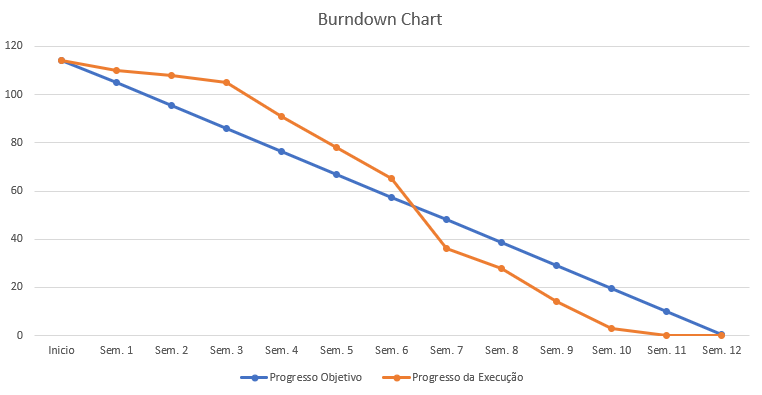 Burndown Chart
120
100
80
60
40
20
0
Inicio Sem. 1 Sem. 2 Sem. 3 Sem. 4 Sem. 5 Sem. 6 Sem. 7 Sem. 8 Sem. 9 Sem. 10 Sem. 11 Sem. 12
Progresso Objetivo Progresso da Execução